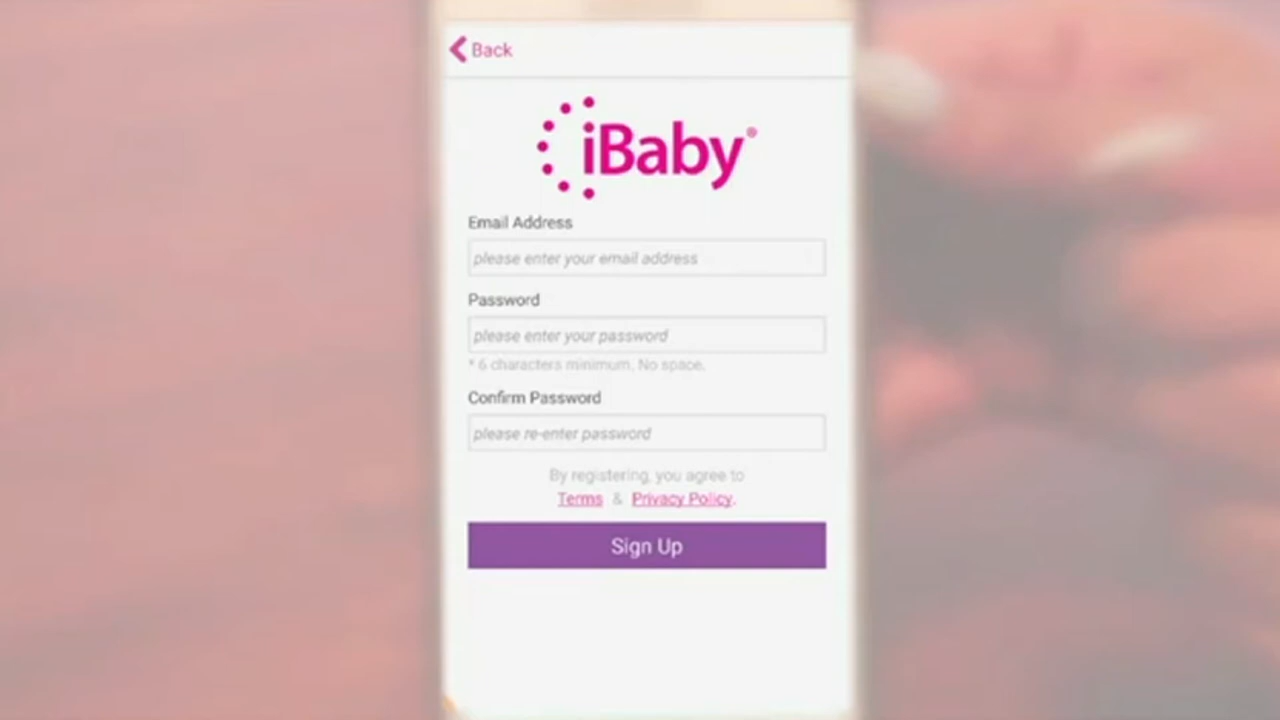 Back
iBaby®
Email Address
please enter your email address
Password
please enter your password
* 6 characters minimum. No space.
Confirm Password
please re-enter password
By registering, you agree to
Terms & Privacy Policy.
Sign Up